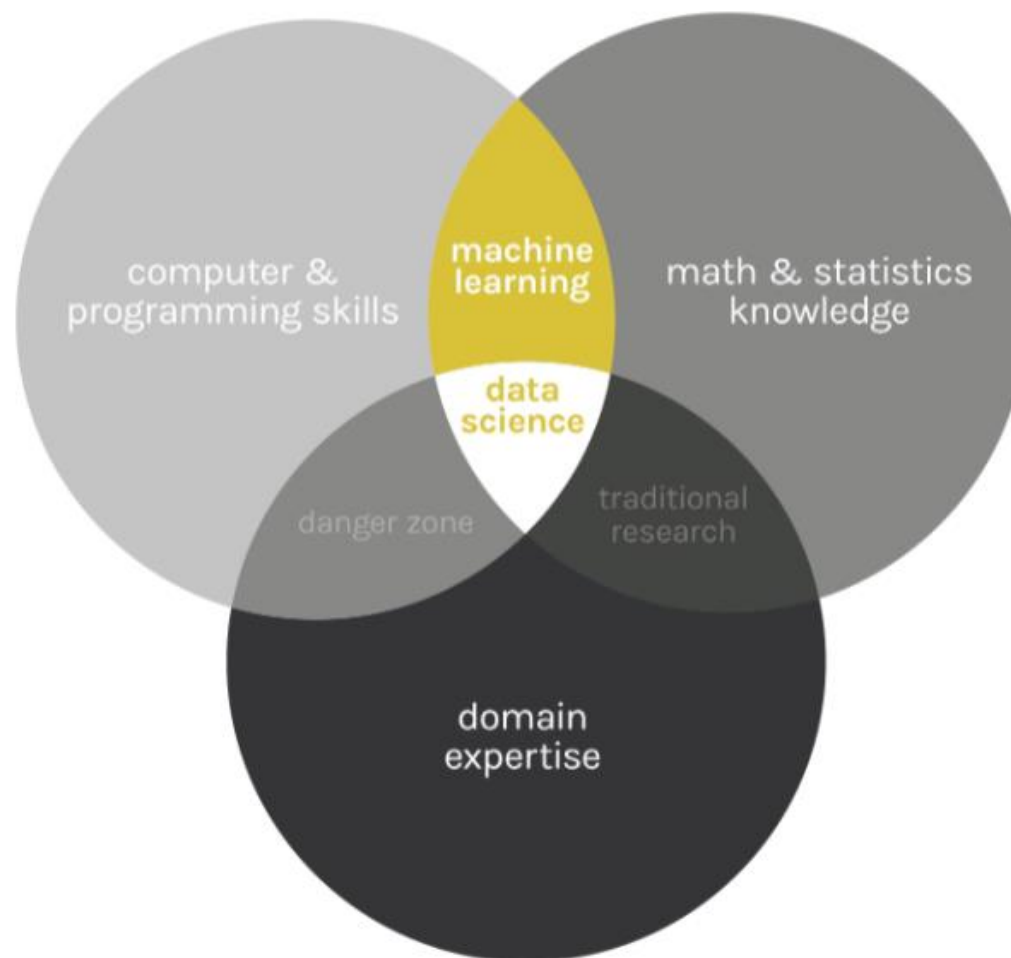 machine
learning
computer &
programming skills
math & statistics
knowledge
data
science
danger zone
traditional
research
domain
expertise